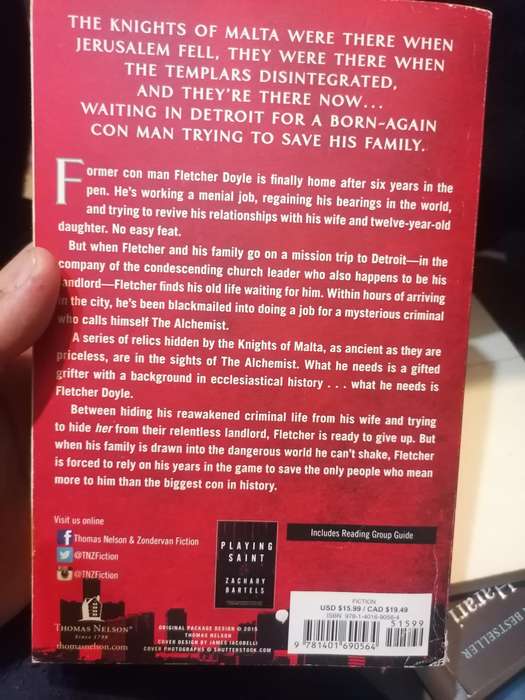 THE KNIGHTS OF MALTA WERE THERE WHEN
JERUSALEM FELL, THEY WERE THERE WHEN
THE TEMPLARS DISINTEGRATED,
AND THEY'RE THERE NOW...
WAITING IN DETROIT FOR A BORN-AGAIN
CON MAN TRYING TO SAVE HIS FAMILY.
Former con man Fletcher Doyle is finally home after six years in the
pen. He's working a menial job, regaining his bearings in the world,
and trying to revive his relationships with his wife and twelve-year-old
daughter. No easy feat.
But when Fletcher and his family go on a mission trip to Detroit—in the
company of the condescending church leader who also happens to be his
landlord—Fletcher finds his old life waiting for him. Within hours of arriving
in the city, he's been blackmailed into doing a job for a mysterious criminal
who calls himself The Alchemist.
A series of relics hidden by the Knights of Malta, as ancient as they are
priceless, are in the sights of The Alchemist. What he needs is a gifted
grifter with a background in ecclesiastical history . . . what he needs is
Fletcher Doyle.
Between hiding his reawakened criminal life from his wife and trying
to hide her from their relentless landlord, Fletcher is ready to give up. But
when his family is drawn into the dangerous world he can't shake, Fletcher
is forced to rely on his years in the game to save the only people who mean
more to him than the biggest con in history.
Visit us online
f Thomas Nelson & Zondervan Fiction
@TNZFiction
@TNZFiction
PLAYING
SAINT
ZACHARY
BARTELS
Includes Reading Group Guide
THOMAS NELSON
Since 1798
thomasnelson.com
ORIGINAL PACKAGE DESIGN © 2015
THOMAS NELSON
COVER DESIGN BY JAMES IACOBELLI
COVER PHOTOGRAPHS © SHUTTERSTOCK.COM
FICTION
USD $15.99 / CAD $19.49
ISBN 978-1-4016-9056-4
51599
9 781401 690564
Harari
BESTSELLER